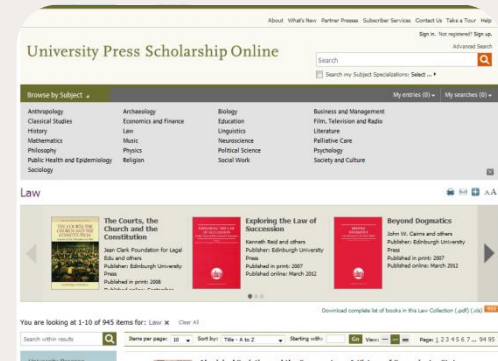 About What's New Partner Presses Subscriber Services Contact Us Take a Tour Help
Sign in. Not registered? Sign up.
University Press Scholarship Online
Advanced Search
Search
Search my Subject Specializations: Select ...
Browse by Subject
My entries (0) My searches (0)
Anthropology Archaeology Biology Business and Management
Classical Studies Economics and Finance Education Film, Television and Radio
History Law Linguistics Literature
Mathematics Music Neuroscience Palliative Care
Philosophy Physics Political Science Psychology
Public Health and Epidemiology Religion Social Work Society and Culture
Sociology
Law
AA
The Courts, the
Church and the
Constitution
Jean Clark Foundation for Legal
Edu and others
Publisher: Edinburgh University
Press
Published in print: 2008
Exploring the Law of
Succession
Kenneth Reid and others
Publisher: Edinburgh University
Press
Published in print: 2007
Published online: March 2012
Beyond Dogmatics
John W. Cairns and others
Publisher: Edinburgh University
Press
Published in print: 2007
Published online: March 2012
Download complete list of books in this Law Collection (.pdf) (.xls)
You are looking at 1-10 of 945 items for: Law x Clear All
Search within results
Items per page: 10 Sort by: Title - A to Z Starting with: Go View: Page: 1 2 3 4 5 6 7 ... 94 95